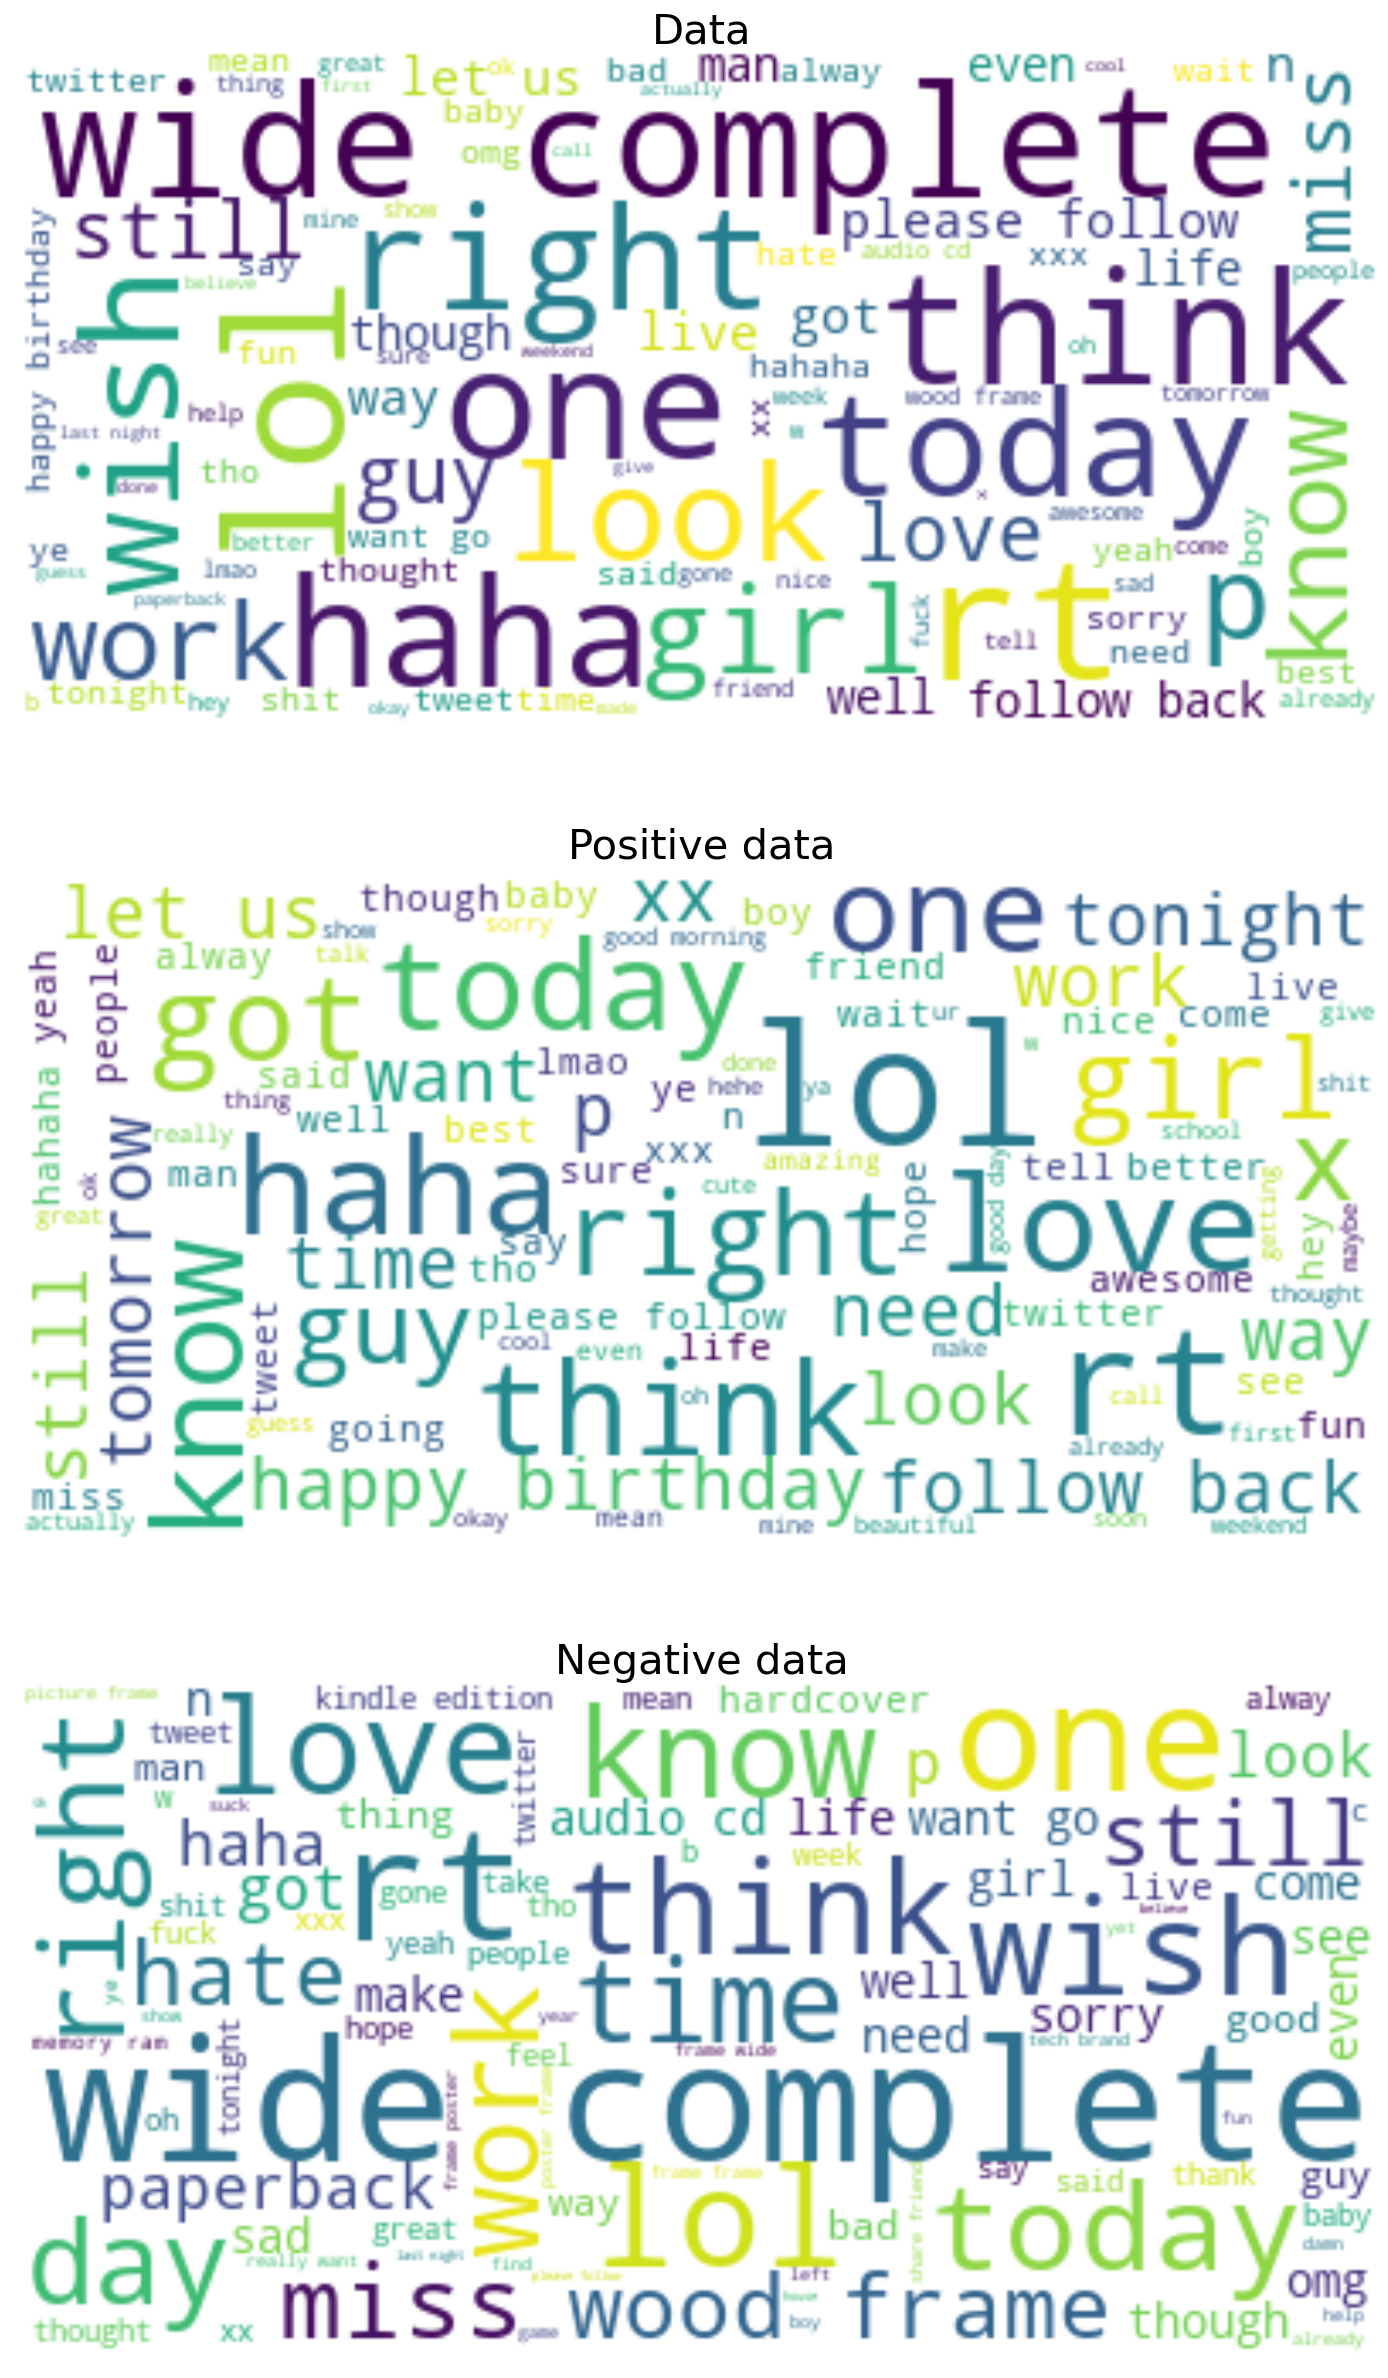 Data
twitter mean great let us ok bad man alway even cool wait n
thing first actually miss
baby
wide complete
omg call
still mine show right please follow
happy birthday say believe hate audio cd xxx life people
wish lol though live got think
see fun sure weekend hahaha oh
way one xx week wood frame tomorrow
help w today know
last night tho guy look give
done x
better want go love awesome boy
ye yeah come
guess lmao thought said gone nice sad
paperback p
work haha girl fuck rt sorry
tell need
best
b tonight hey shit okay tweet time made friend well follow back already
Positive data
let us though baby xx boy one tonight
show sorry good morning
alway talk today friend work live
yeah people got wait ur nice come give
said want lmao done w girl
hahaha thing ye hehe ya lol shit
well p n
really best school
tomorrow man haha xxx amazing tell better x
ok sure cute hope good day love getting
great right hey maybe
know time say awesome
still tho thought
tweet guy please follow need twitter way
cool even life make
think oh look rt call see
guess going first fun
already
miss happy birthday follow back
actually okay mean mine beautiful soon weekend
Negative data
picture frame n kindle edition mean hardcover alway
right tweet love know one
man twitter p look
w suck thing audio cd life want go still c
ok haha b week
rt think girl live come
shit got gone take wish believe
fuck xxx tho yet see
yeah people even
ye hate make time well
show work year sorry good
memory ram hope need
tonight feel frame wide tech brand
wide complete
oh frame poster poster frame fun
paperback frame frame say said thank guy
day way lol bad share friend today baby
sad great damn
really want last night find
please follow left omg
miss wood frame though
house help
thought xx game boy already